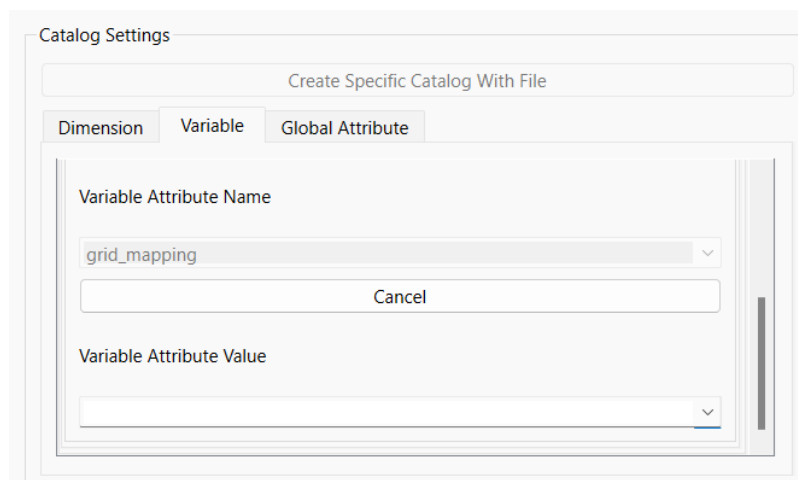 Catalog Settings
Create Specific Catalog With File
Dimension Variable Global Attribute
Variable Attribute Name
grid_mapping
Cancel
Variable Attribute Value